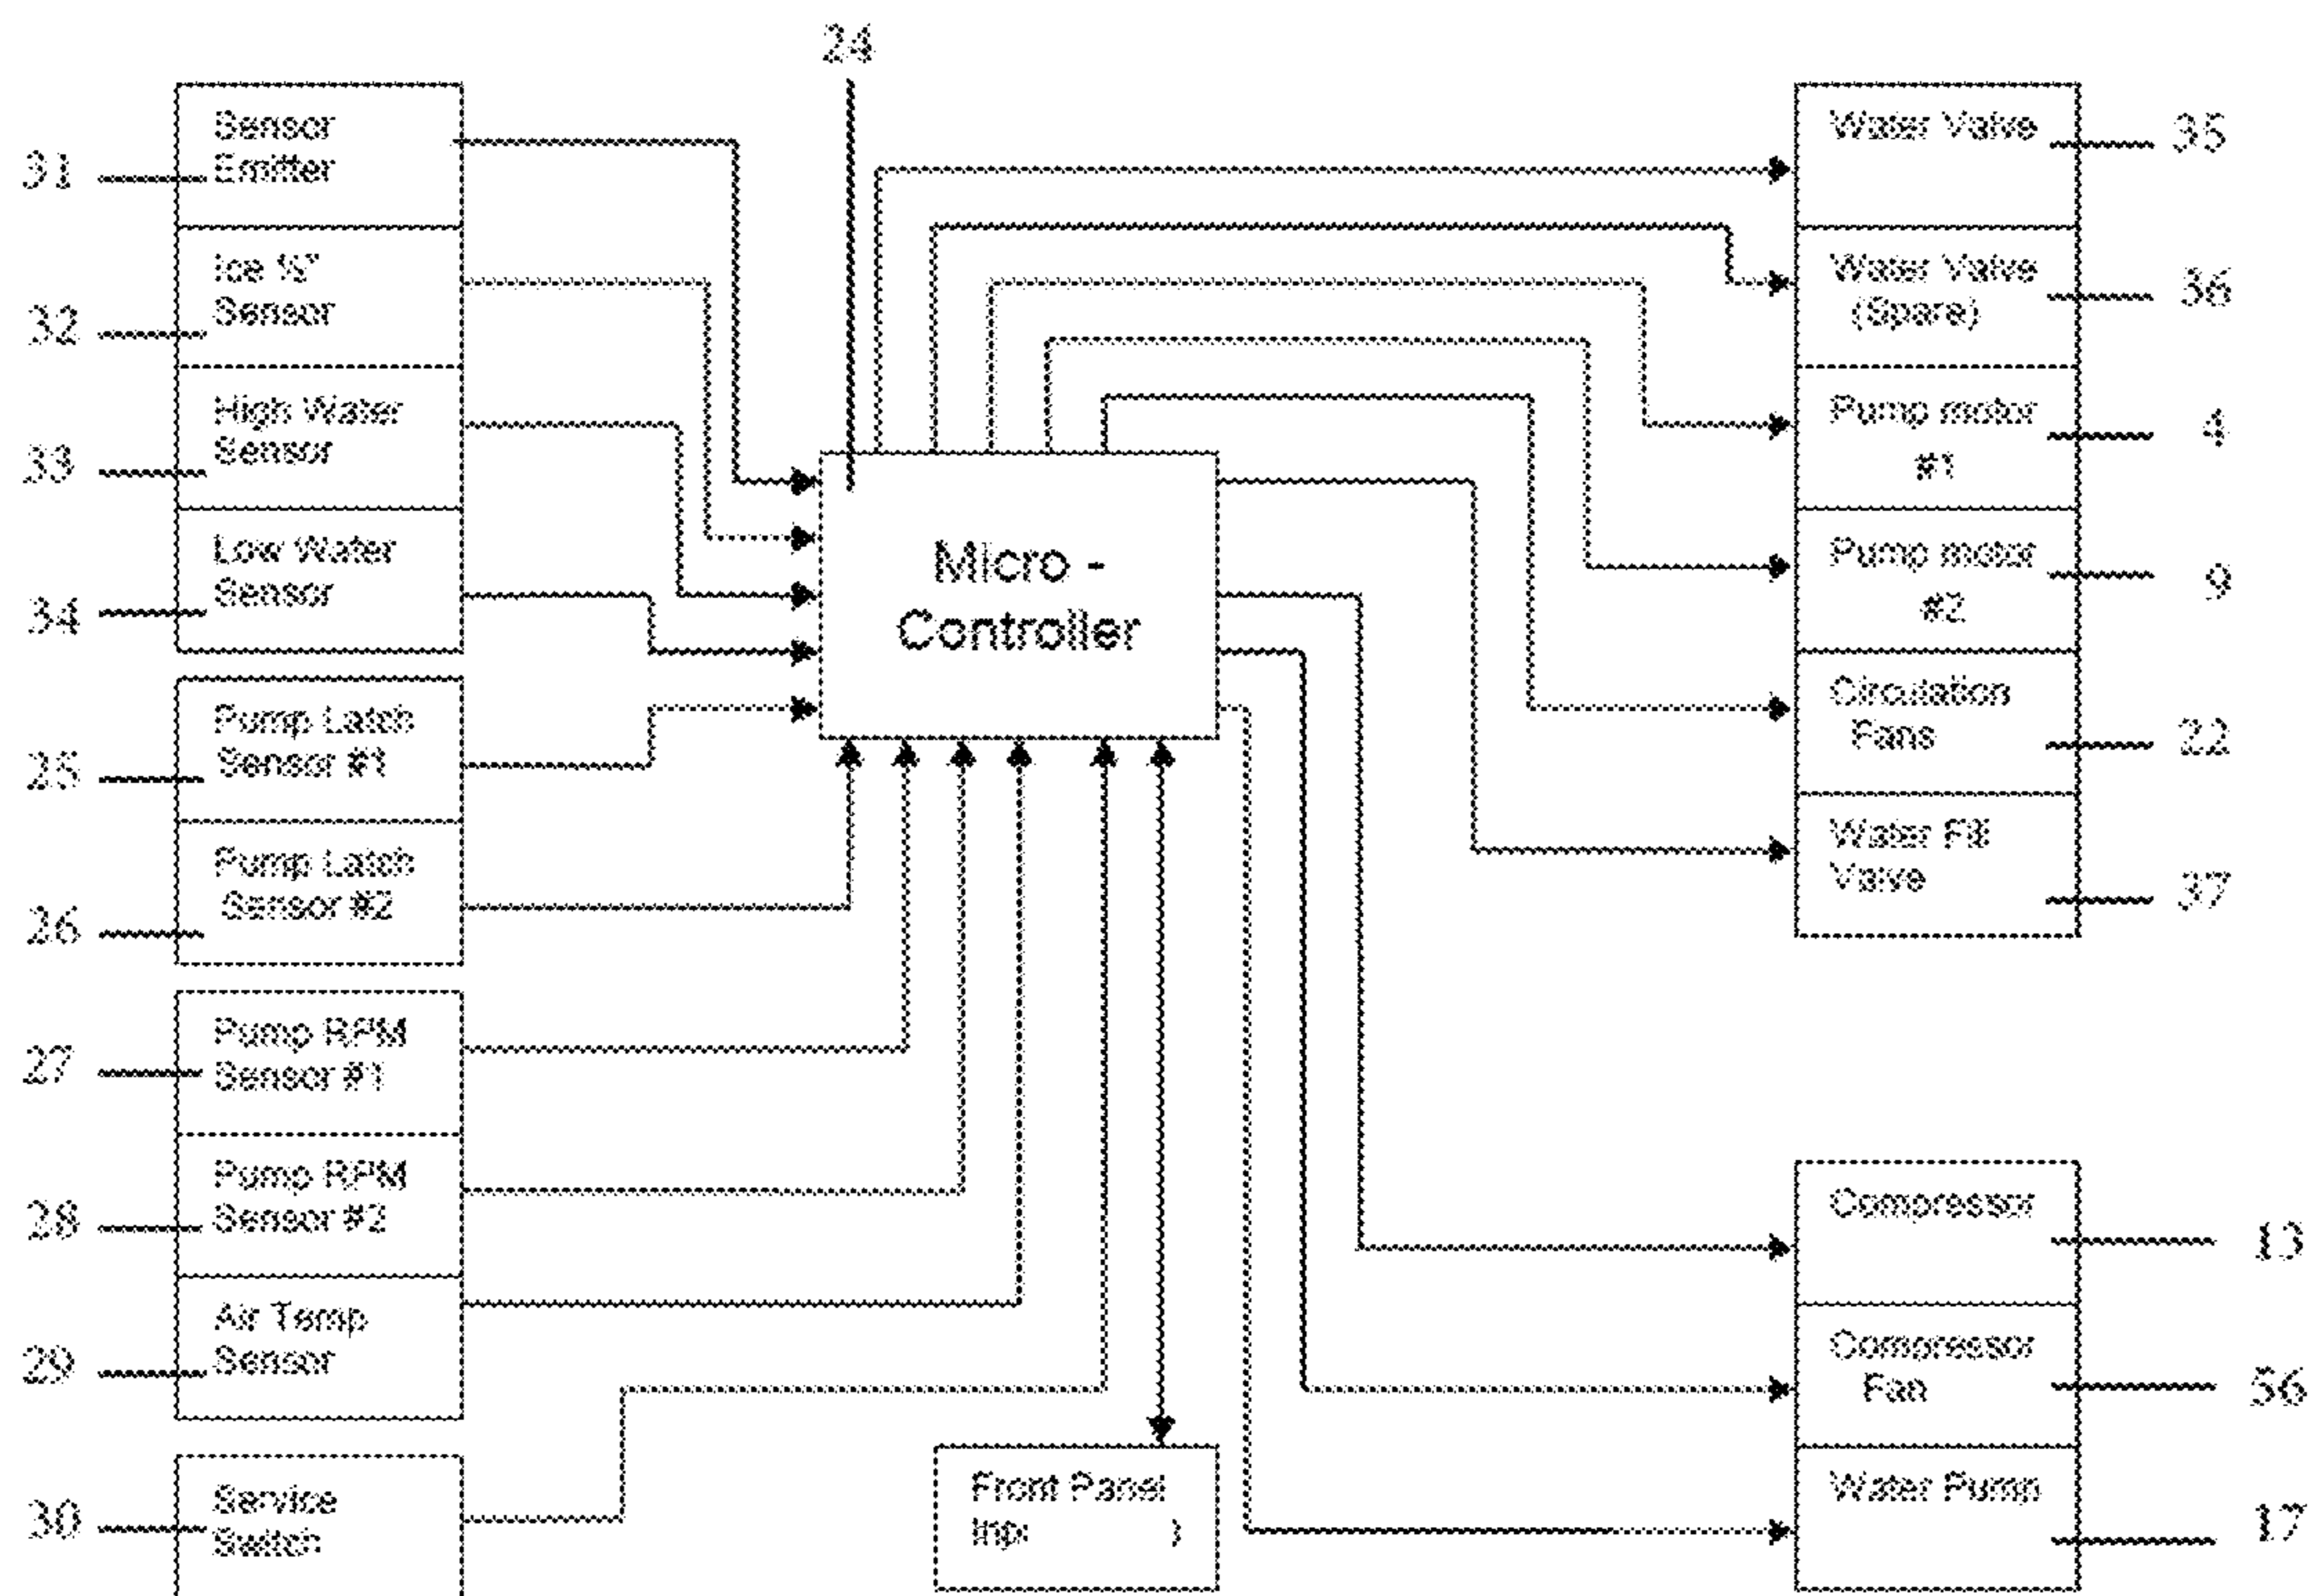 24
31
Sensor
Emitter
32
Ice
Sensor
33
High Water
Sensor
34
Low Water
Sensor
25
Pump Latch
Sensor #1
26
Pump Latch
Sensor #2
27
Pump RPM
Sensor #1
28
Pump RPM
Sensor #2
29
Air Temp
Sensor
30
Service
Switch
Micro -
Controller
Front Panel
Water Valve
35
Water Valve
(Spare)
36
Pump motor
#1
4
Pump motor
#2
9
Circulation
Fans
22
Water Fill
Valve
37
Compressor
13
Compressor
Fan
56
Water Pump
17